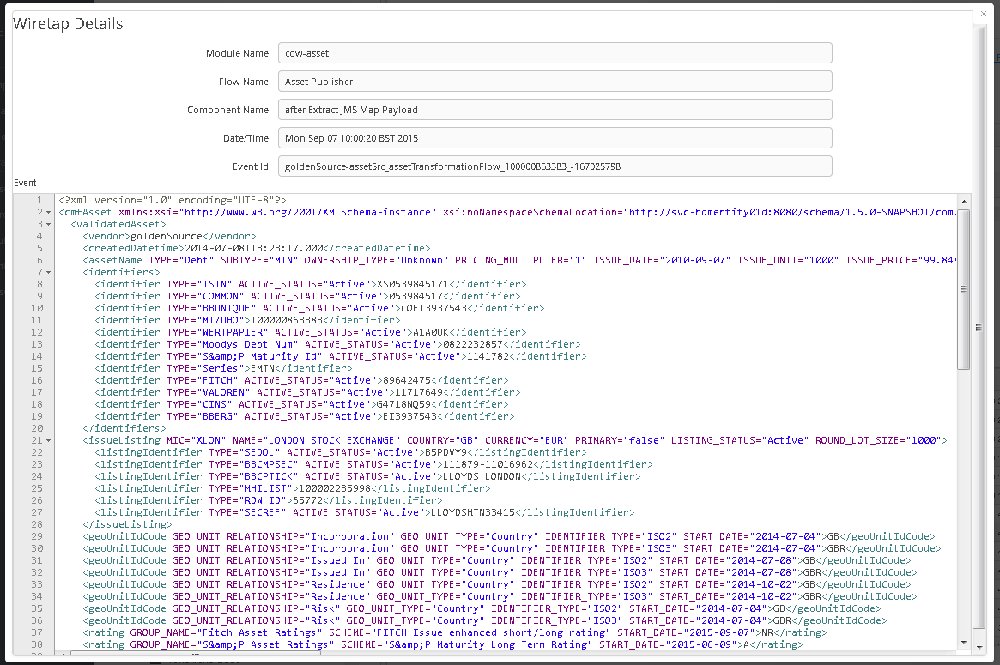 Wiretap Details
Module Name: cdw-asset
Flow Name: Asset Publisher
Component Name: after Extract JMS Map Payload
Date/Time: Mon Sep 07 10:00:20 BST 2015
Event Id: goldenSource-assetSrc_assetTransformationFlow_100000863383_-167025798
Event
1 <?xml version="1.0" encoding="UTF-8"?>
2 <cmfAsset xmlns:xsi="http://www.w3.org/2001/XMLSchema-instance" xsi:noNamespaceSchemaLocation="http://svc-bdmentity01d:8080/schema/1.5.0-SNAPSHOT/com,
3 <validatedAsset>
4 <vendor>goldenSource</vendor>
5 <createdDatetime>2014-07-08T13:23:17.000</createdDatetime>
6 <assetName TYPE="Debt" SUBTYPE="MTN" OWNERSHIP_TYPE="Unknown" PRICING_MULTIPLIER="1" ISSUE_DATE="2010-09-07" ISSUE_UNIT="1000" ISSUE_PRICE="99.848
7 <identifiers>
8 <identifier TYPE="ISIN" ACTIVE_STATUS="Active">XS0539845171</identifier>
9 <identifier TYPE="COMMON" ACTIVE_STATUS="Active">053984517</identifier>
10 <identifier TYPE="BBUNIQUE" ACTIVE_STATUS="Active">COEI3937543</identifier>
11 <identifier TYPE="MIZUHO">100000863383</identifier>
12 <identifier TYPE="WERTPAPIER" ACTIVE_STATUS="Active">A1A0UK</identifier>
13 <identifier TYPE="Moodys Debt Num" ACTIVE_STATUS="Active">0822232857</identifier>
14 <identifier TYPE="S&amp;P Maturity Id" ACTIVE_STATUS="Active">1141782</identifier>
15 <identifier TYPE="Series">EMTN</identifier>
16 <identifier TYPE="FITCH" ACTIVE_STATUS="Active">89642475</identifier>
17 <identifier TYPE="VALOREN" ACTIVE_STATUS="Active">11717649</identifier>
18 <identifier TYPE="CINS" ACTIVE_STATUS="Active">G4718WQ59</identifier>
19 <identifier TYPE="BBERG" ACTIVE_STATUS="Active">EI3937543</identifier>
20 </identifiers>
21 <issueListing MIC="XLON" NAME="LONDON STOCK EXCHANGE" COUNTRY="GB" CURRENCY="EUR" PRIMARY="false" LISTING_STATUS="Active" ROUND_LOT_SIZE="1000">
22 <listingIdentifier TYPE="SEDOL" ACTIVE_STATUS="Active">B5PDVY9</listingIdentifier>
23 <listingIdentifier TYPE="BBCMPSEC" ACTIVE_STATUS="Active">111879-11016962</listingIdentifier>
24 <listingIdentifier TYPE="BBCPTICK" ACTIVE_STATUS="Active">LLOYDS LONDON</listingIdentifier>
25 <listingIdentifier TYPE="MHILIST">100002235998</listingIdentifier>
26 <listingIdentifier TYPE="RDW_ID">65772</listingIdentifier>
27 <listingIdentifier TYPE="SECREF" ACTIVE_STATUS="Active">LLOYDSMTN33415</listingIdentifier>
28 </issueListing>
29 <geoUnitIdCode GEO_UNIT_RELATIONSHIP="Incorporation" GEO_UNIT_TYPE="Country" IDENTIFIER_TYPE="ISO2" START_DATE="2014-07-04">GB</geoUnitIdCode>
30 <geoUnitIdCode GEO_UNIT_RELATIONSHIP="Incorporation" GEO_UNIT_TYPE="Country" IDENTIFIER_TYPE="ISO3" START_DATE="2014-07-04">GBR</geoUnitIdCode>
31 <geoUnitIdCode GEO_UNIT_RELATIONSHIP="Issued In" GEO_UNIT_TYPE="Country" IDENTIFIER_TYPE="ISO2" START_DATE="2014-07-08">GB</geoUnitIdCode>
32 <geoUnitIdCode GEO_UNIT_RELATIONSHIP="Issued In" GEO_UNIT_TYPE="Country" IDENTIFIER_TYPE="ISO3" START_DATE="2014-07-08">GBR</geoUnitIdCode>
33 <geoUnitIdCode GEO_UNIT_RELATIONSHIP="Residence" GEO_UNIT_TYPE="Country" IDENTIFIER_TYPE="ISO2" START_DATE="2014-10-02">GB</geoUnitIdCode>
34 <geoUnitIdCode GEO_UNIT_RELATIONSHIP="Residence" GEO_UNIT_TYPE="Country" IDENTIFIER_TYPE="ISO3" START_DATE="2014-10-02">GBR</geoUnitIdCode>
35 <geoUnitIdCode GEO_UNIT_RELATIONSHIP="Risk" GEO_UNIT_TYPE="Country" IDENTIFIER_TYPE="ISO2" START_DATE="2014-07-04">GB</geoUnitIdCode>
36 <geoUnitIdCode GEO_UNIT_RELATIONSHIP="Risk" GEO_UNIT_TYPE="Country" IDENTIFIER_TYPE="ISO3" START_DATE="2014-07-04">GBR</geoUnitIdCode>
37 <rating GROUP_NAME="Fitch Asset Ratings" SCHEME="FITCH Issue enhanced short/long rating" START_DATE="2015-09-07">NR</rating>
38 <rating GROUP_NAME="S&amp;P Asset Ratings" SCHEME="S&amp;P Maturity Long Term Rating" START_DATE="2015-06-09">A</rating>